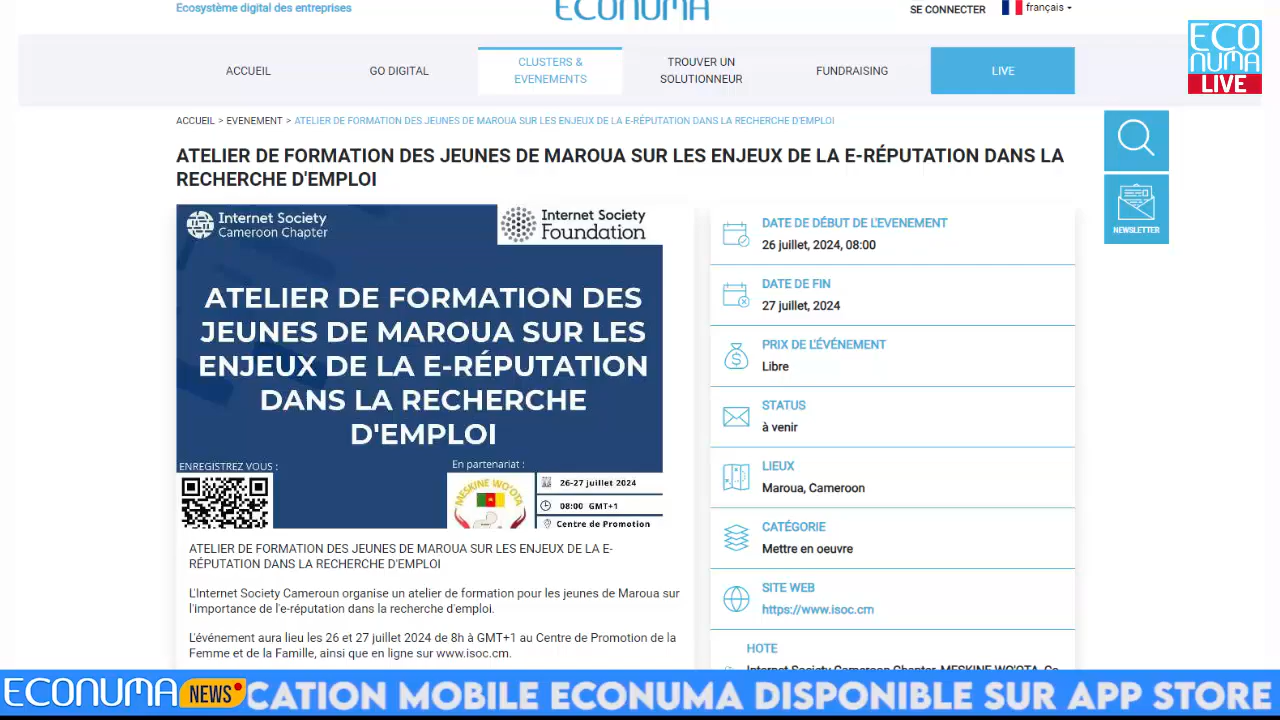 Ecosystème digital des entreprises
ECONUMA
SE CONNECTER
français
ECO
NUMA
LIVE
ACCUEIL
GO DIGITAL
CLUSTERS &
EVENEMENTS
TROUVER UN
SOLUTIONNEUR
FUNDRAISING
LIVE
ACCUEIL > EVENEMENT > ATELIER DE FORMATION DES JEUNES DE MAROUA SUR LES ENJEUX DE LA E-RÉPUTATION DANS LA RECHERCHE D'EMPLOI
ATELIER DE FORMATION DES JEUNES DE MAROUA SUR LES ENJEUX DE LA E-RÉPUTATION DANS LA
RECHERCHE D'EMPLOI
NEWSLETTER
Internet Society
Cameroon Chapter
Internet Society
Foundation
ATELIER DE FORMATION DES
JEUNES DE MAROUA SUR LES
ENJEUX DE LA E-RÉPUTATION
DANS LA RECHERCHE
D'EMPLOI
ENREGISTREZ VOUS :
En partenariat :
MESKINE WO'OTA
26-27 juillet 2024
08:00 GMT+1
Centre de Promotion
ATELIER DE FORMATION DES JEUNES DE MAROUA SUR LES ENJEUX DE LA E-
RÉPUTATION DANS LA RECHERCHE D'EMPLOI
L'Internet Society Cameroun organise un atelier de formation pour les jeunes de Maroua sur
l'importance de l'e-réputation dans la recherche d'emploi.
L'événement aura lieu les 26 et 27 juillet 2024 de 8h à GMT+1 au Centre de Promotion de la
Femme et de la Famille, ainsi que en ligne sur www.isoc.cm.
DATE DE DÉBUT DE L'EVENEMENT
26 juillet, 2024, 08:00
DATE DE FIN
27 juillet, 2024
PRIX DE L'ÉVÉNEMENT
Libre
STATUS
à venir
LIEUX
Maroua, Cameroon
CATÉGORIE
Mettre en oeuvre
SITE WEB
https://www.isoc.cm
HOTE
Internet Society Cameroon Chapter, MESKINE WO'OTA, Ce
ECONUMA NEWS
CATION MOBILE ECONUMA DISPONIBLE SUR APP STORE